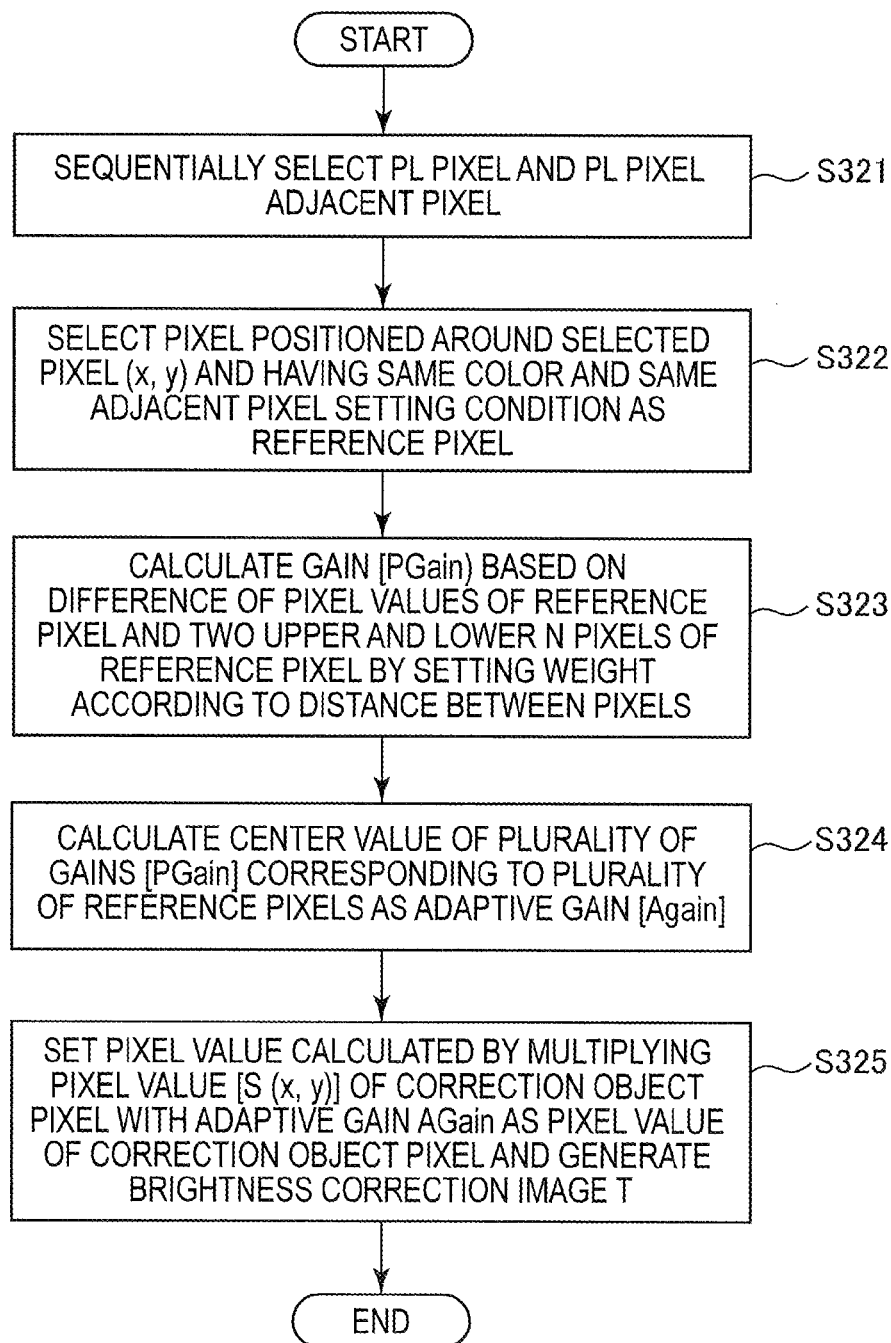 START
SEQUENTIALLY SELECT PL PIXEL AND PL PIXEL
ADJACENT PIXEL
S321
SELECT PIXEL POSITIONED AROUND SELECTED
PIXEL (x, y) AND HAVING SAME COLOR AND SAME
ADJACENT PIXEL SETTING CONDITION AS
REFERENCE PIXEL
S322
CALCULATE GAIN [PGain) BASED ON
DIFFERENCE OF PIXEL VALUES OF REFERENCE
PIXEL AND TWO UPPER AND LOWER N PIXELS OF
REFERENCE PIXEL BY SETTING WEIGHT
ACCORDING TO DISTANCE BETWEEN PIXELS
S323
CALCULATE CENTER VALUE OF PLURALITY OF
GAINS [PGain] CORRESPONDING TO PLURALITY
OF REFERENCE PIXELS AS ADAPTIVE GAIN [Again]
S324
SET PIXEL VALUE CALCULATED BY MULTIPLYING
PIXEL VALUE [S (x, y)] OF CORRECTION OBJECT
PIXEL WITH ADAPTIVE GAIN AGain AS PIXEL VALUE
OF CORRECTION OBJECT PIXEL AND GENERATE
BRIGHTNESS CORRECTION IMAGE T
S325
END